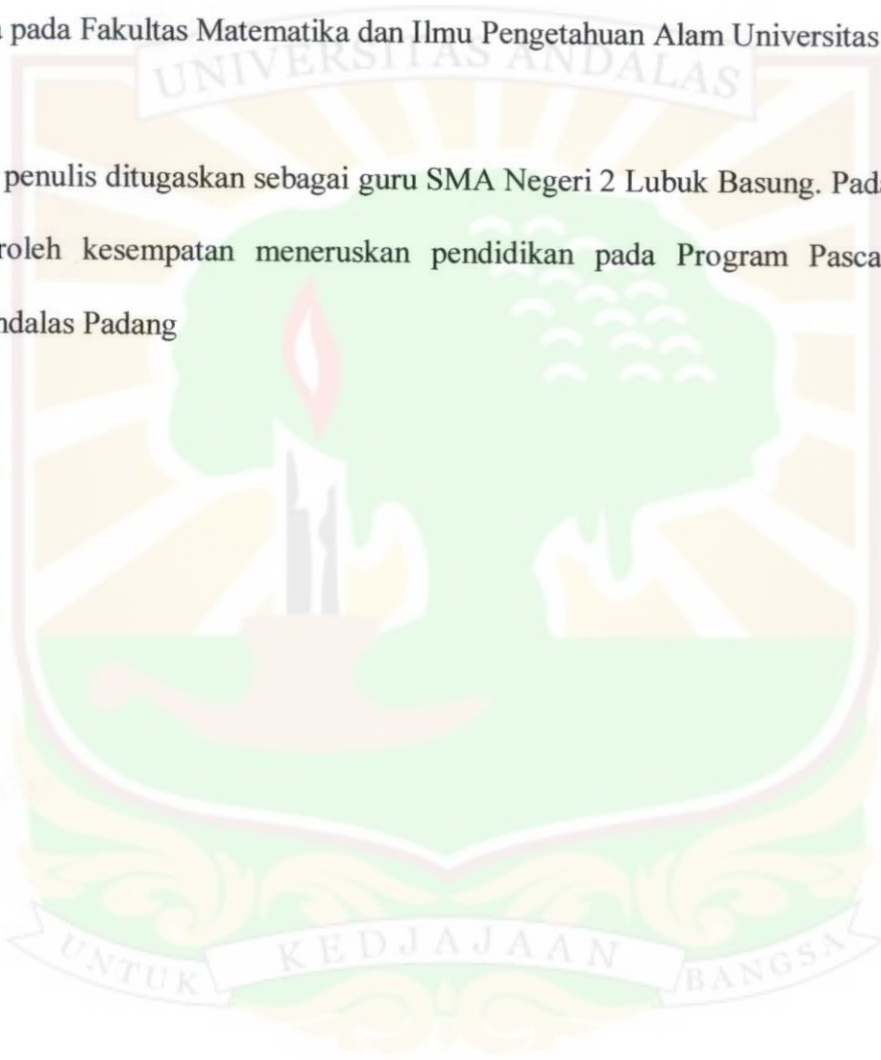 pada Fakultas Matematika dan Ilmu Pengetahuan Alam Universitas
UNIVERSITAS ANDALAS
penulis ditugaskan sebagai guru SMA Negeri 2 Lubuk Basung. Pad
roleh kesempatan meneruskan pendidikan pada Program Pasca
ndalas Padang
UNTUK KEDJAJAAN BANGSA